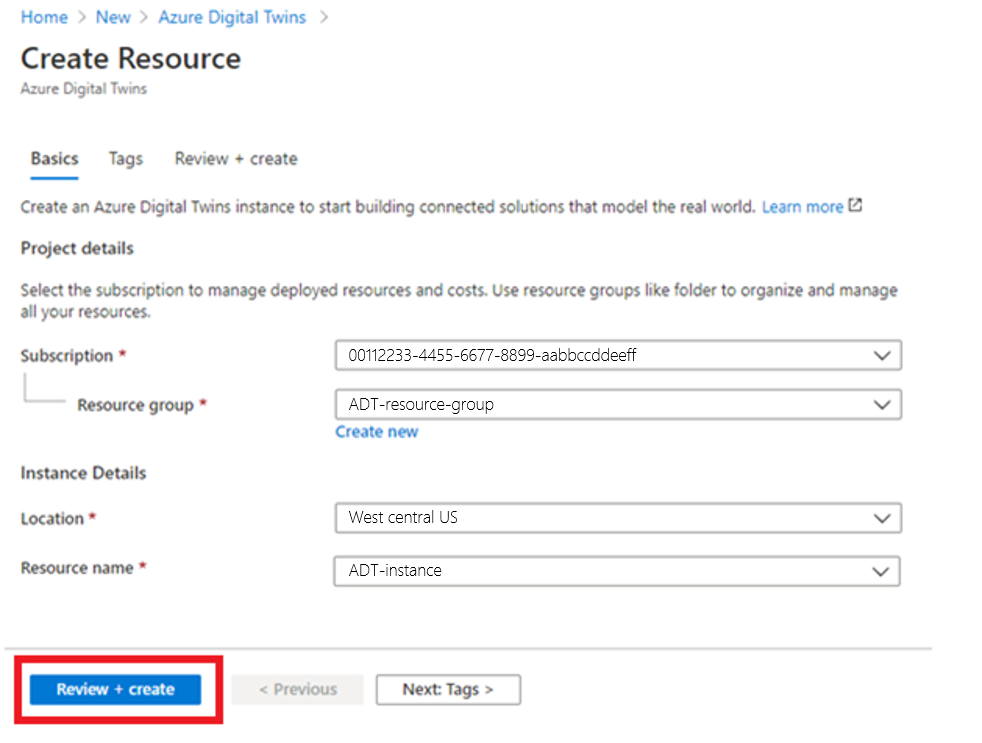 Home > New > Azure Digital Twins >
Create Resource
Azure Digital Twins
Basics Tags Review + create
Create an Azure Digital Twins instance to start building connected solutions that model the real world. Learn more
Project details
Select the subscription to manage deployed resources and costs. Use resource groups like folder to organize and manage
all your resources.
Subscription * 00112233-4455-6677-8899-aabbccddeeff
Resource group * ADT-resource-group
Create new
Instance Details
Location * West central US
Resource name * ADT-instance
Review + create < Previous Next: Tags >